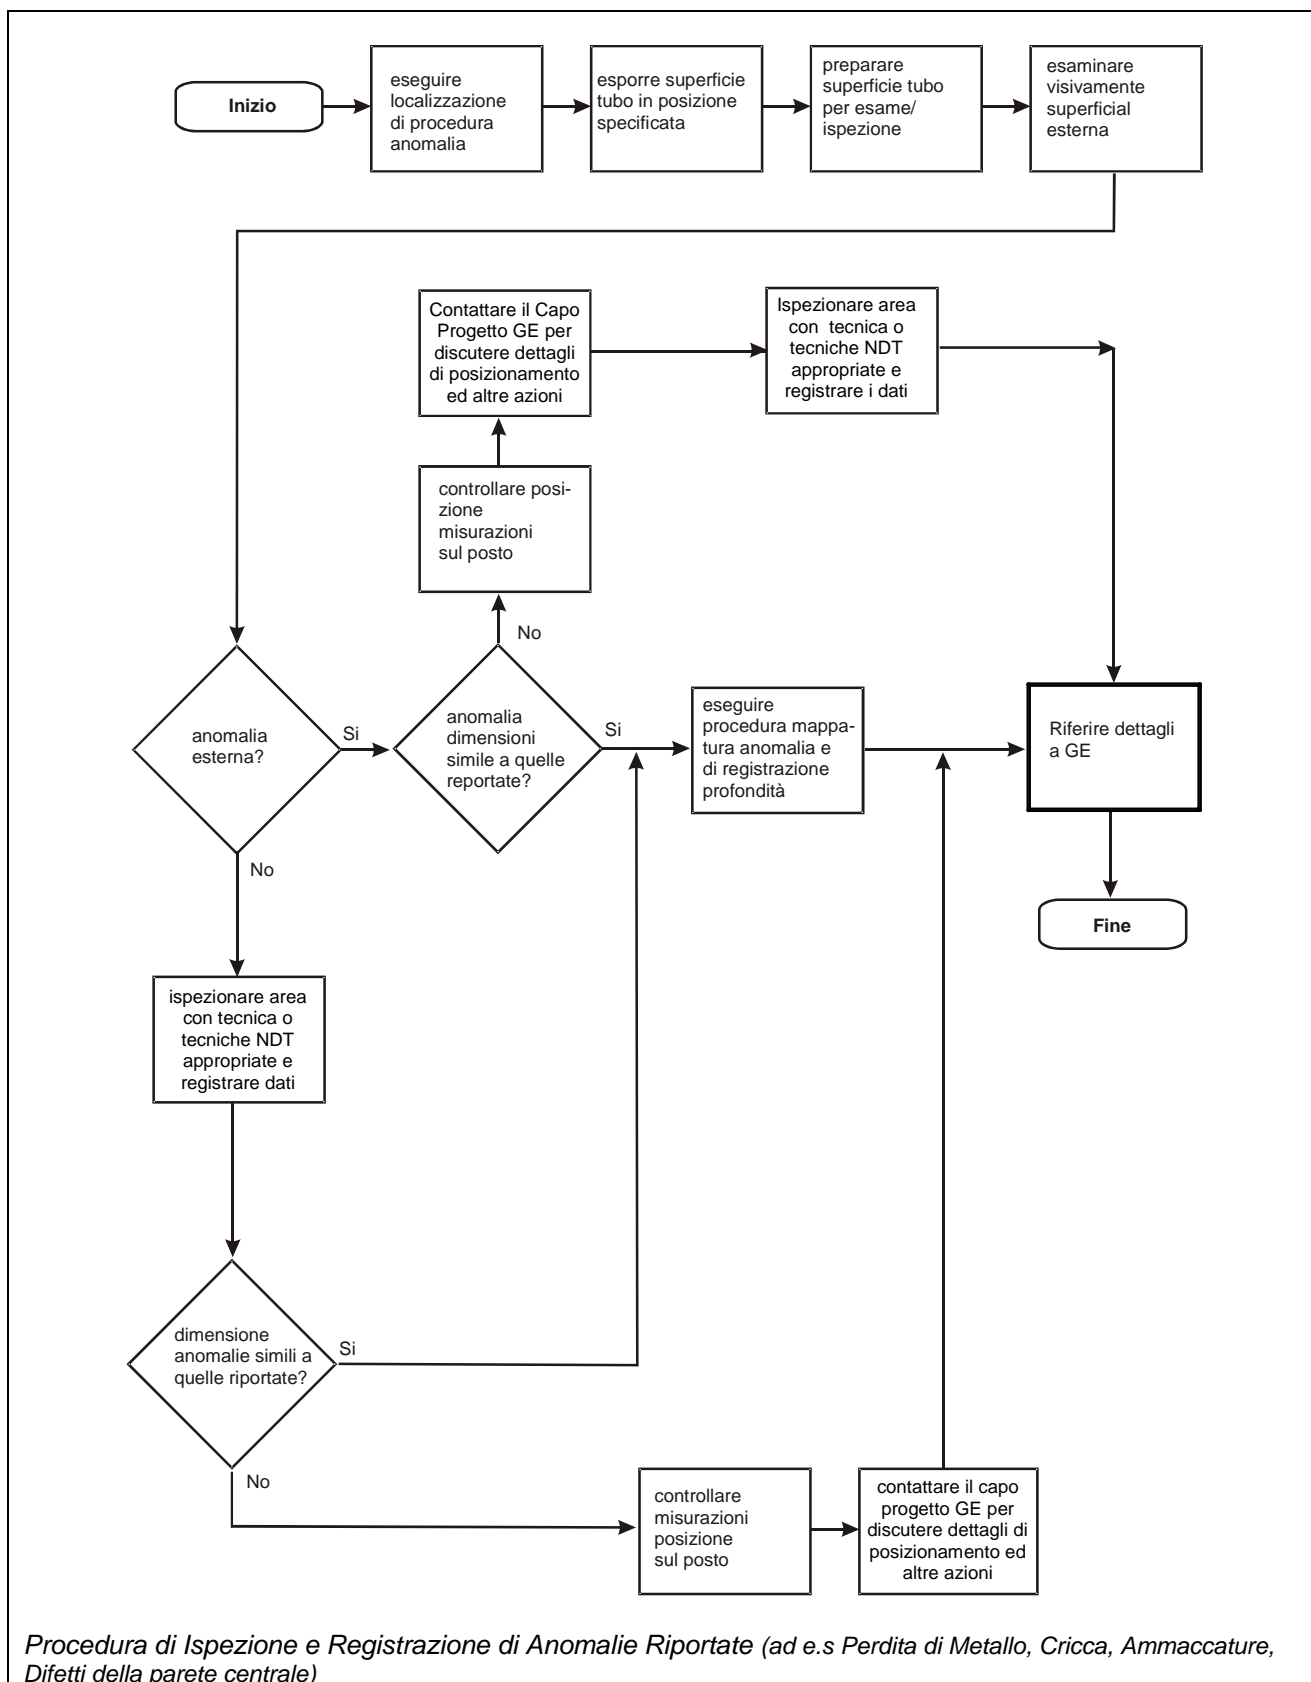 Inizio
eseguire
localizzazione
di procedura
anomalia
esporre superficie
tubo in posizione
specificata
preparare
superficie tubo
per esame/
ispezione
esaminare
visivamente
superficial
esterna
Contattare il Capo
Progetto GE per
discutere dettagli
di posizionamento
ed altre azioni
Ispezionare area
con tecnica o
tecniche NDT
appropriate e
registrare i dati
controllare posi-
zione
misurazioni
sul posto
No
anomalia
esterna?
Si
anomalia
dimensioni
simile a quelle
reportate?
Si
eseguire
procedura mappa-
tura anomalia e
di registrazione
profondità
Riferire dettagli
a GE
No
Fine
ispezionare area
con tecnica o
tecniche NDT
appropriate e
registrare dati
dimensione
anomalie simili a
quelle riportate?
Si
No
controllare
misurazioni
posizione
sul posto
contattare il capo
progetto GE per
discutere dettagli di
posizionamento ed
altre azioni
Procedura di Ispezione e Registrazione di Anomalie Riportate (ad e.s Perdita di Metallo, Cricca, Ammaccature,
Difetti della parete centrale)